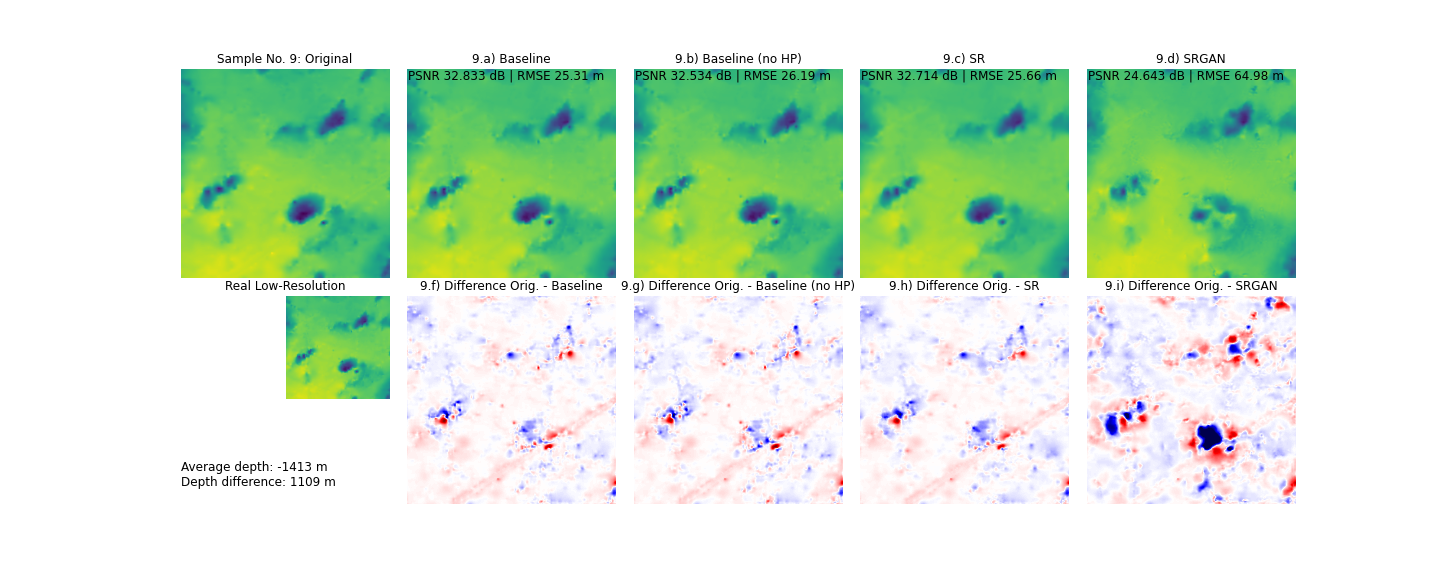 Sample No. 9: Original
9.a) Baseline
9.b) Baseline (no HP)
9.c) SR
9.d) SRGAN
PSNR 32.833 dB | RMSE 25.31 m
PSNR 32.534 dB | RMSE 26.19 m
PSNR 32.714 dB | RMSE 25.66 m
PSNR 24.643 dB | RMSE 64.98 m
Real Low-Resolution
9.f) Difference Orig. - Baseline
9.g) Difference Orig. - Baseline (no HP)
9.h) Difference Orig. - SR
9.i) Difference Orig. - SRGAN
Average depth: -1413 m
Depth difference: 1109 m